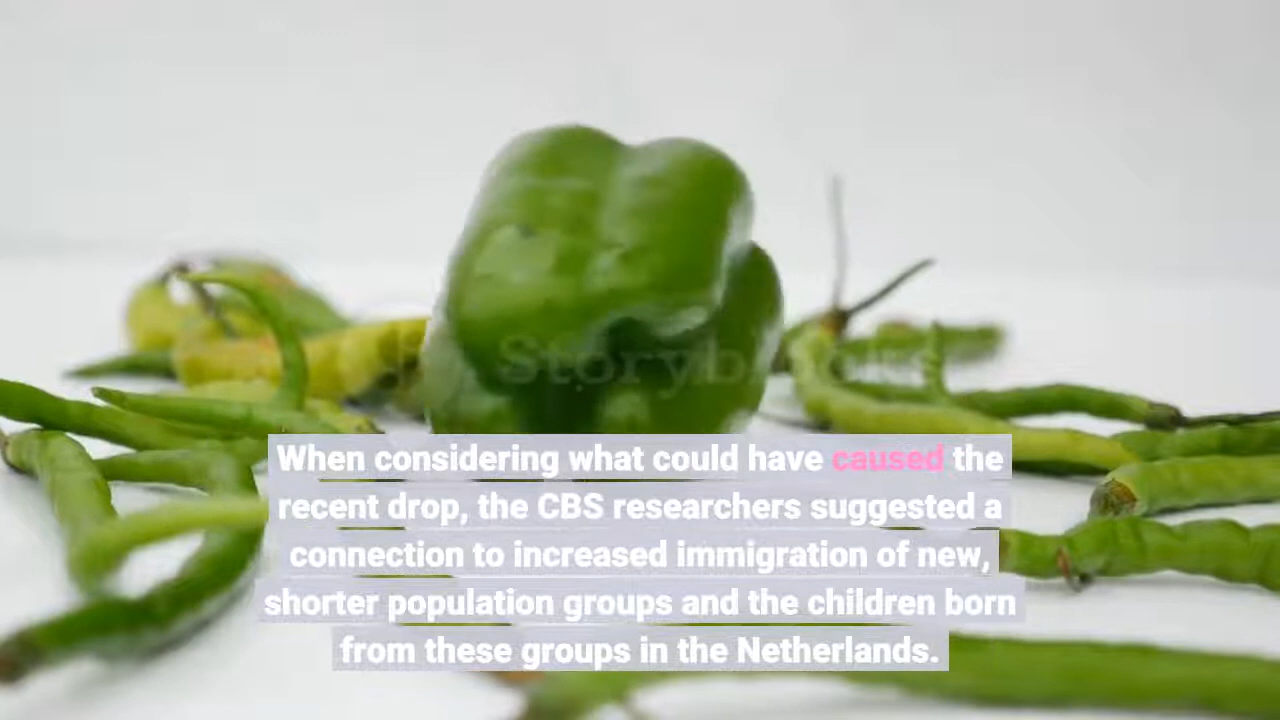 Storybooks
When considering what could have caused the
recent drop, the CBS researchers suggested a
connection to increased immigration of new,
shorter population groups and the children born
from these groups in the Netherlands.